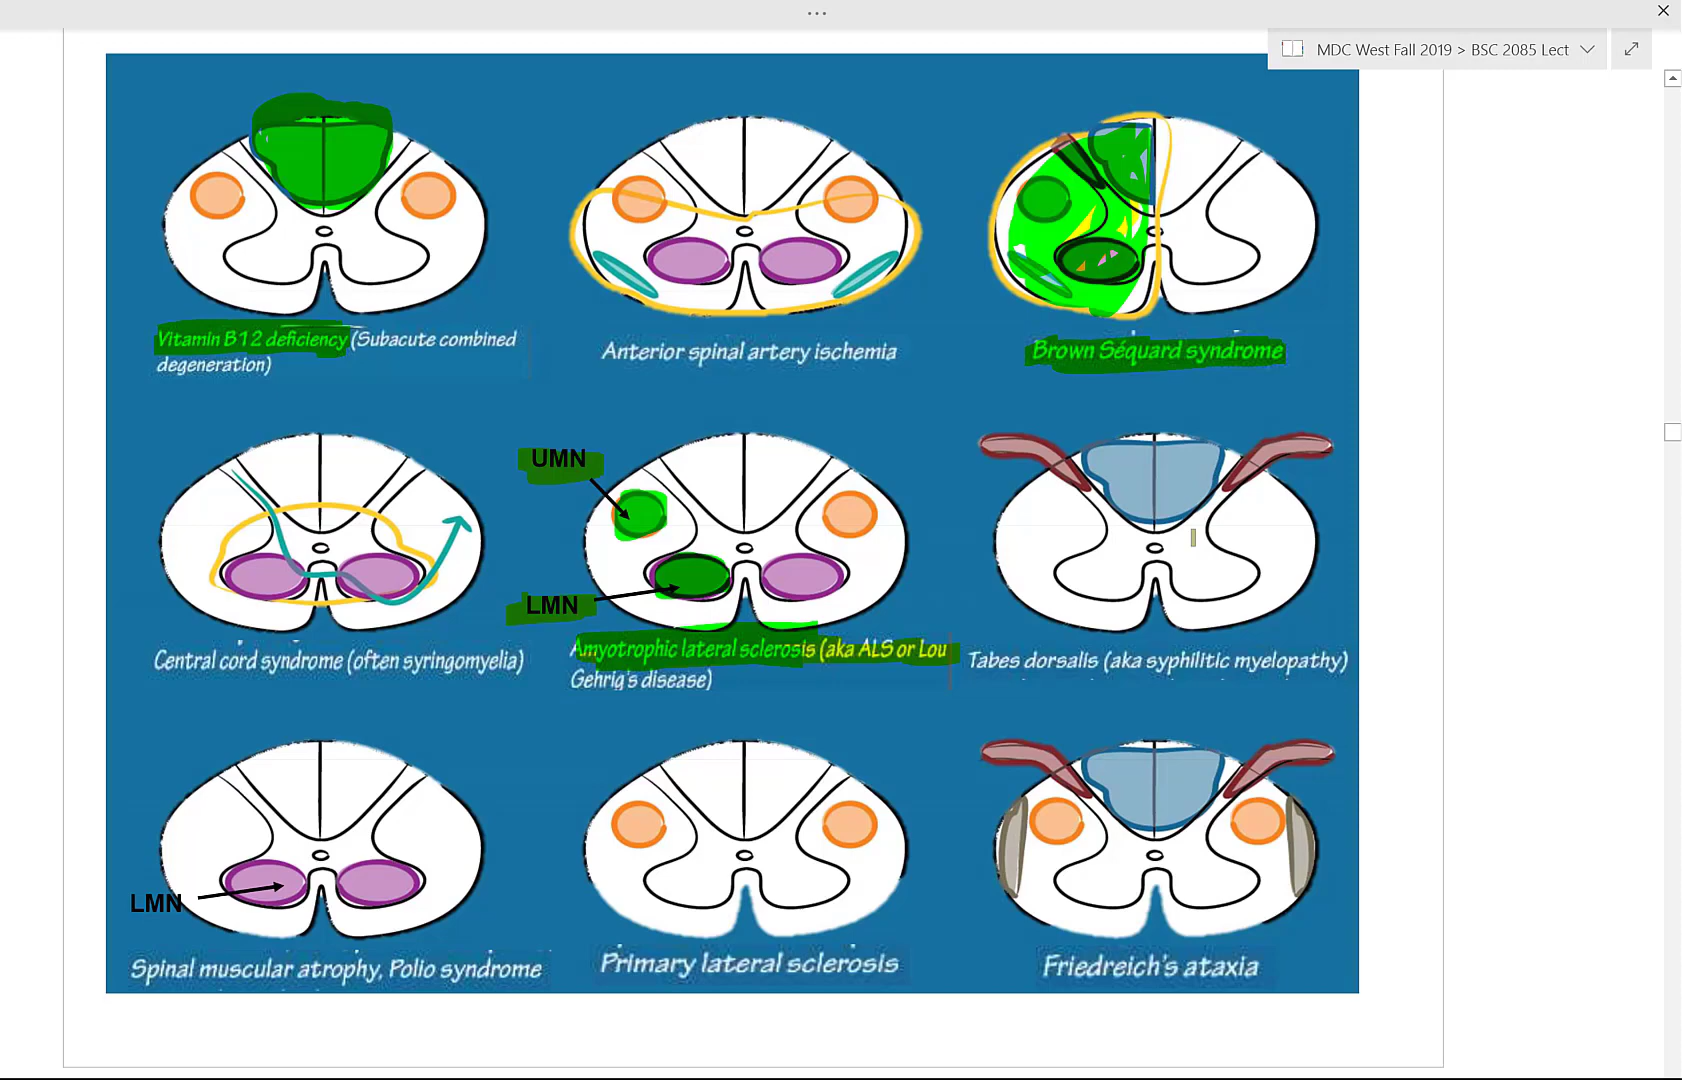 ...
MDC West Fall 2019 > BSC 2085 Lect
Vitamin B12 deficiency (Subacute combined
degeneration)
Anterior spinal artery ischemia
Brown Séquard syndrome
UMN
LMN
Central cord syndrome (often syringomyelia)
Amyotrophic lateral sclerosis (aka ALS or Lou
Gehrig's disease)
Tabes dorsalis (aka syphilitic myelopathy)
LMN
Spinal muscular atrophy, Polio syndrome
Primary lateral sclerosis
Friedreich's ataxia